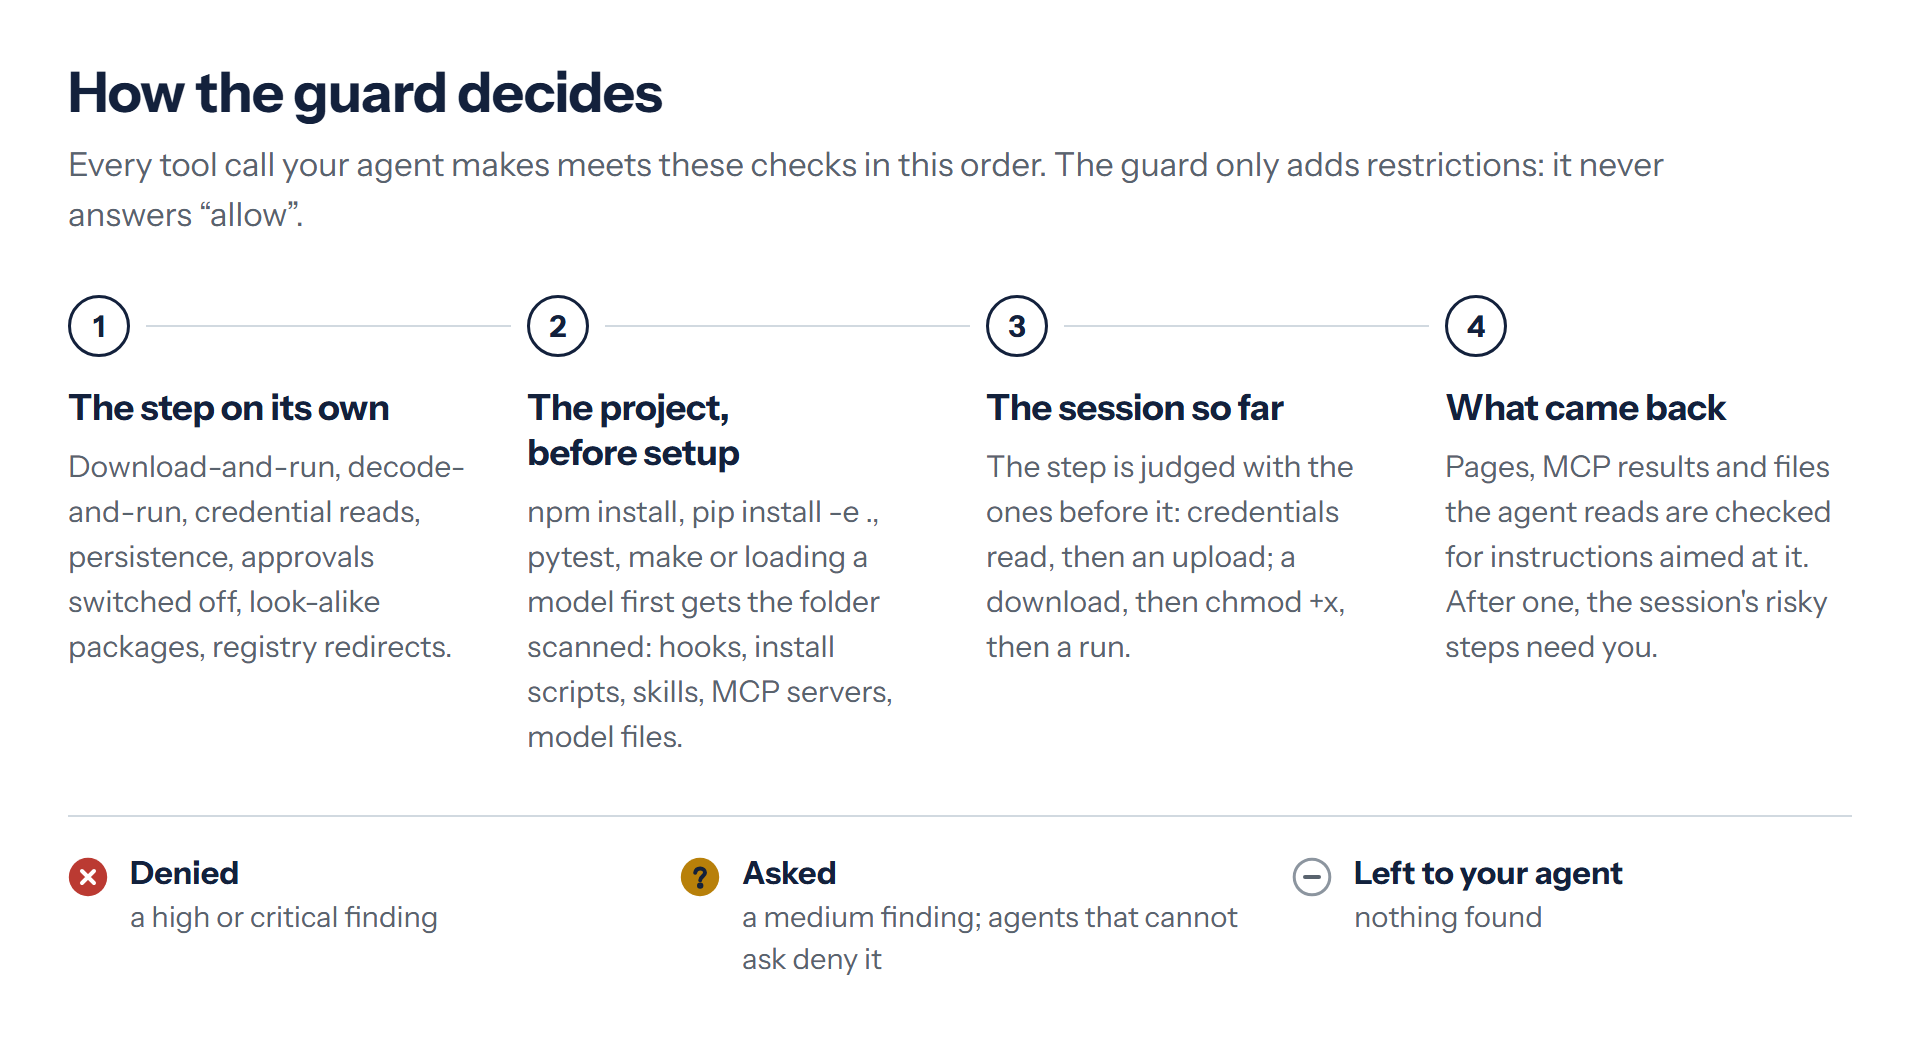 How the guard decides
Every tool call your agent makes meets these checks in this order. The guard only adds restrictions: it never
answers “allow”.
1
2
3
4
The step on its own
Download-and-run, decode-
and-run, credential reads,
persistence, approvals
switched off, look-alike
packages, registry redirects.
The project,
before setup
npm install, pip install -e .,
pytest, make or loading a
model first gets the folder
scanned: hooks, install
scripts, skills, MCP servers,
model files.
The session so far
The step is judged with the
ones before it: credentials
read, then an upload; a
download, then chmod +x,
then a run.
What came back
Pages, MCP results and files
the agent reads are checked
for instructions aimed at it.
After one, the session's risky
steps need you.
Denied
a high or critical finding
?
Asked
a medium finding; agents that cannot
ask deny it
Left to your agent
nothing found